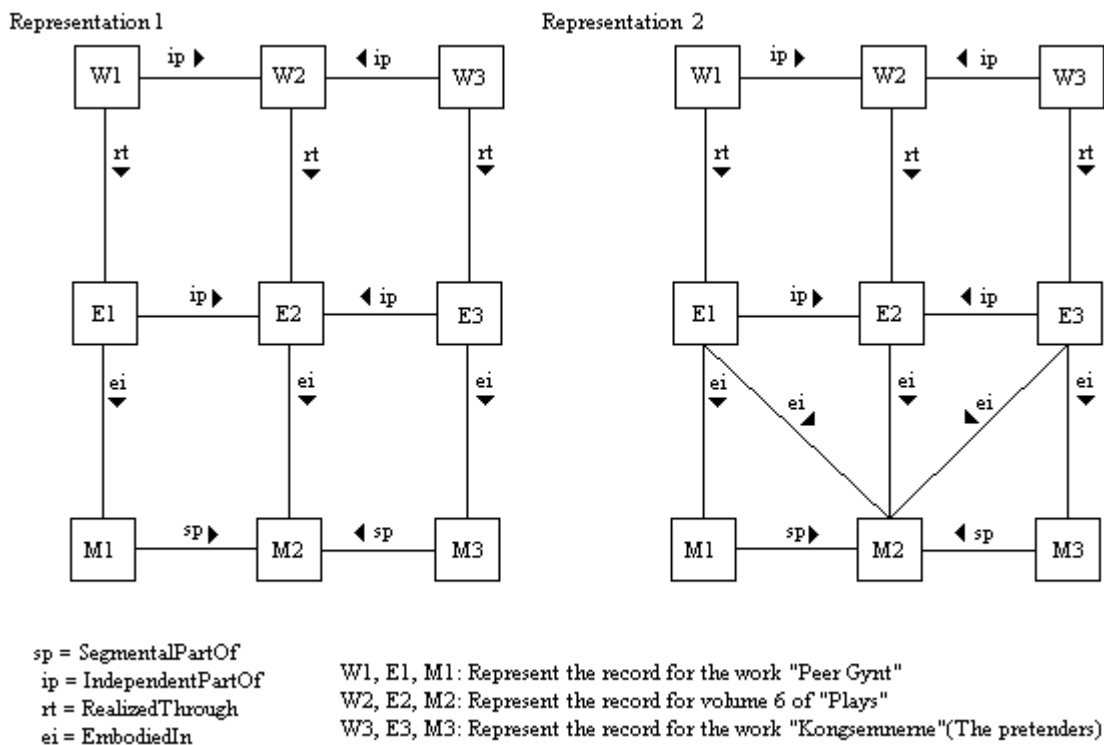 Representation 1
Representation 2
W1 ip W2 ip W3
W1 ip W2 ip W3
rt rt rt
rt rt rt
E1 ip E2 ip E3
E1 ip E2 ip E3
ei ei ei
ei ei ei ei ei
M1 sp M2 sp M3
M1 sp M2 sp M3
sp = SegmentalPartOf
ip = IndependentPartOf
rt = RealizedThrough
ei = EmbodiedIn
W1, E1, M1: Represent the record for the work "Peer Gynt"
W2, E2, M2: Represent the record for volume 6 of "Plays"
W3, E3, M3: Represent the record for the work "Kongsemnerne"(The pretenders)